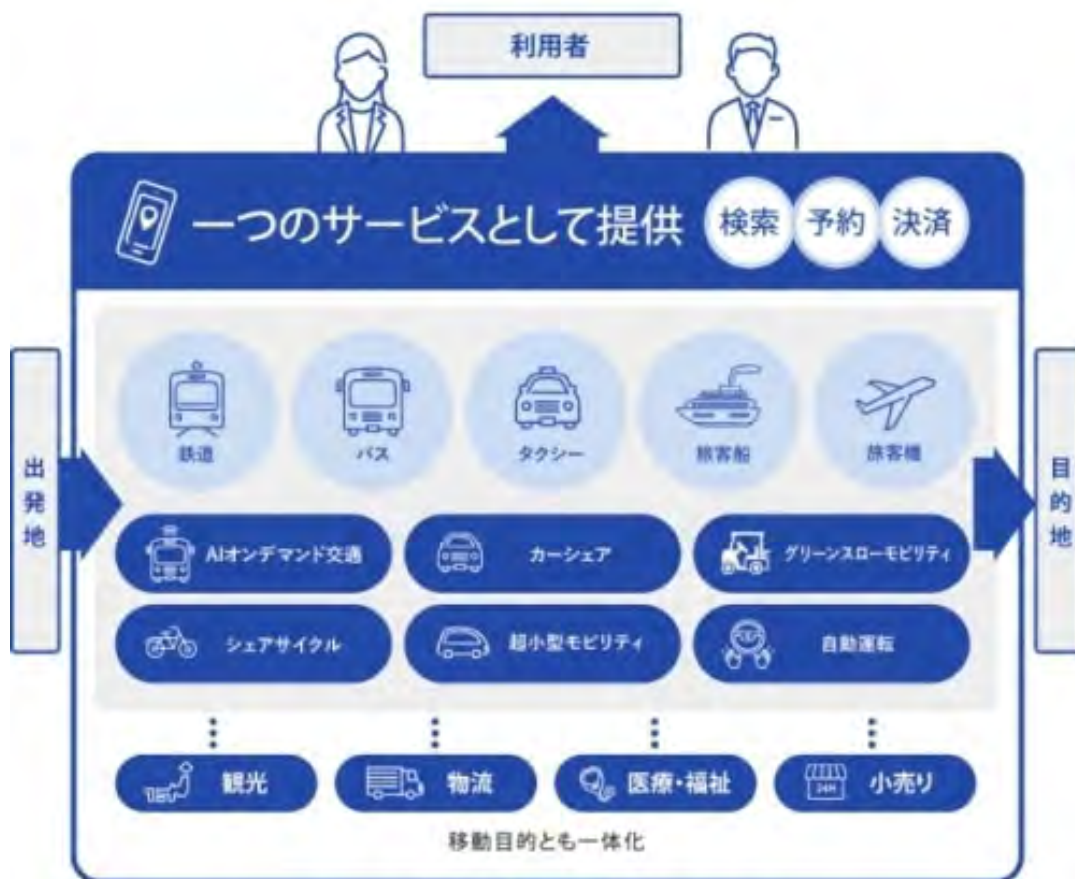 利用者
一つのサービスとして提供 検索 予約 決済
出発地
目的地
鉄道 バス タクシー 旅客船 旅客機
AIオンデマンド交通 カーシェア グリーンスローモビリティ
シェアサイクル 超小型モビリティ 自動運転
観光 物流 医療・福祉 24H 小売り
移動目的とも一体化